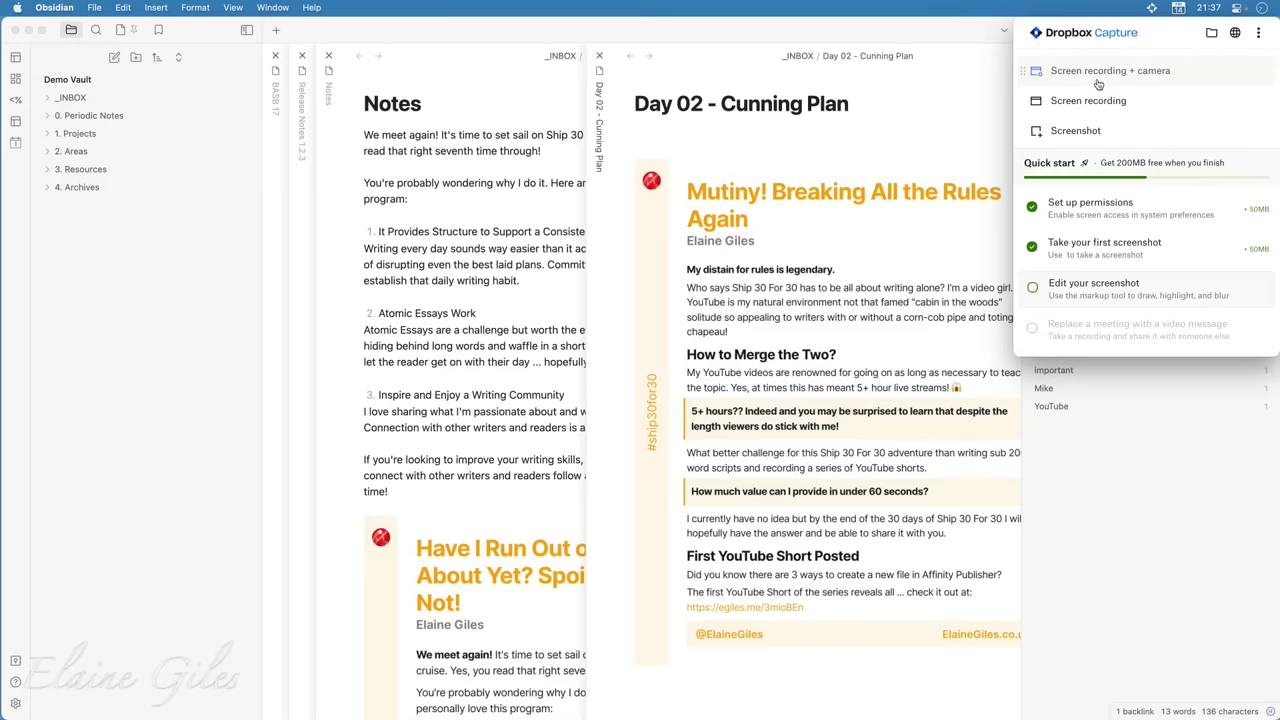 Obsidian
File
Edit
View
Insert
Format
Window
Help
21:37
Demo Vault
_INBOX
0. Periodic Notes
1. Projects
2. Areas
3. Resources
4. Archives
Elaine Giles
BASB 17
Release Notes 1.2.3
Notes
_INBOX /
Notes
We meet again! It's time to set sail on Ship 30
read that right seventh time through!
You're probably wondering why I do it. Here ar
program:
1. It Provides Structure to Support a Consiste
Writing every day sounds way easier than it ac
of disrupting even the best laid plans. Commit
establish that daily writing habit.
2. Atomic Essays Work
Atomic Essays are a challenge but worth the e
hiding behind long words and waffle in a short
let the reader get on with their day ... hopefully
3. Inspire and Enjoy a Writing Community
I love sharing what I'm passionate about and w
Connection with other writers and readers is a
If you're looking to improve your writing skills,
connect with other writers and readers follow a
time!
Have I Run Out o
About Yet? Spoi
Not!
Elaine Giles
We meet again! It's time to set sail o
cruise. Yes, you read that right seve
You're probably wondering why I do
personally love this program:
Day 02 - Cunning Plan
_INBOX / Day 02 - Cunning Plan
Day 02 - Cunning Plan
#ship30for30
Mutiny! Breaking All the Rules
Again
Elaine Giles
My distain for rules is legendary.
Who says Ship 30 For 30 has to be all about writing alone? I'm a video girl.
YouTube is my natural environment not that famed "cabin in the woods"
solitude so appealing to writers with or without a corn-cob pipe and toting
chapeau!
How to Merge the Two?
My YouTube videos are renowned for going on as long as necessary to teac
the topic. Yes, at times this has meant 5+ hour live streams! 😱
5+ hours?? Indeed and you may be surprised to learn that despite the
length viewers do stick with me!
What better challenge for this Ship 30 For 30 adventure than writing sub 20
word scripts and recording a series of YouTube shorts.
How much value can I provide in under 60 seconds?
I currently have no idea but by the end of the 30 days of Ship 30 For 30 I wil
hopefully have the answer and be able to share it with you.
First YouTube Short Posted
Did you know there are 3 ways to create a new file in Affinity Publisher?
The first YouTube Short of the series reveals all ... check it out at:
https://egiles.me/3mioBEn
@ElaineGiles
ElaineGiles.co.u
Dropbox Capture
Screen recording + camera
Screen recording
Screenshot
Quick start · Get 200MB free when you finish
Set up permissions
Enable screen access in system preferences
+ 50MB
Take your first screenshot
Use to take a screenshot
+ 50MB
Edit your screenshot
Use the markup tool to draw, highlight, and blur
Replace a meeting with a video message
Take a recording and share it with someone else
important 1
Mike 1
YouTube 1
1 backlink 13 words 136 characters